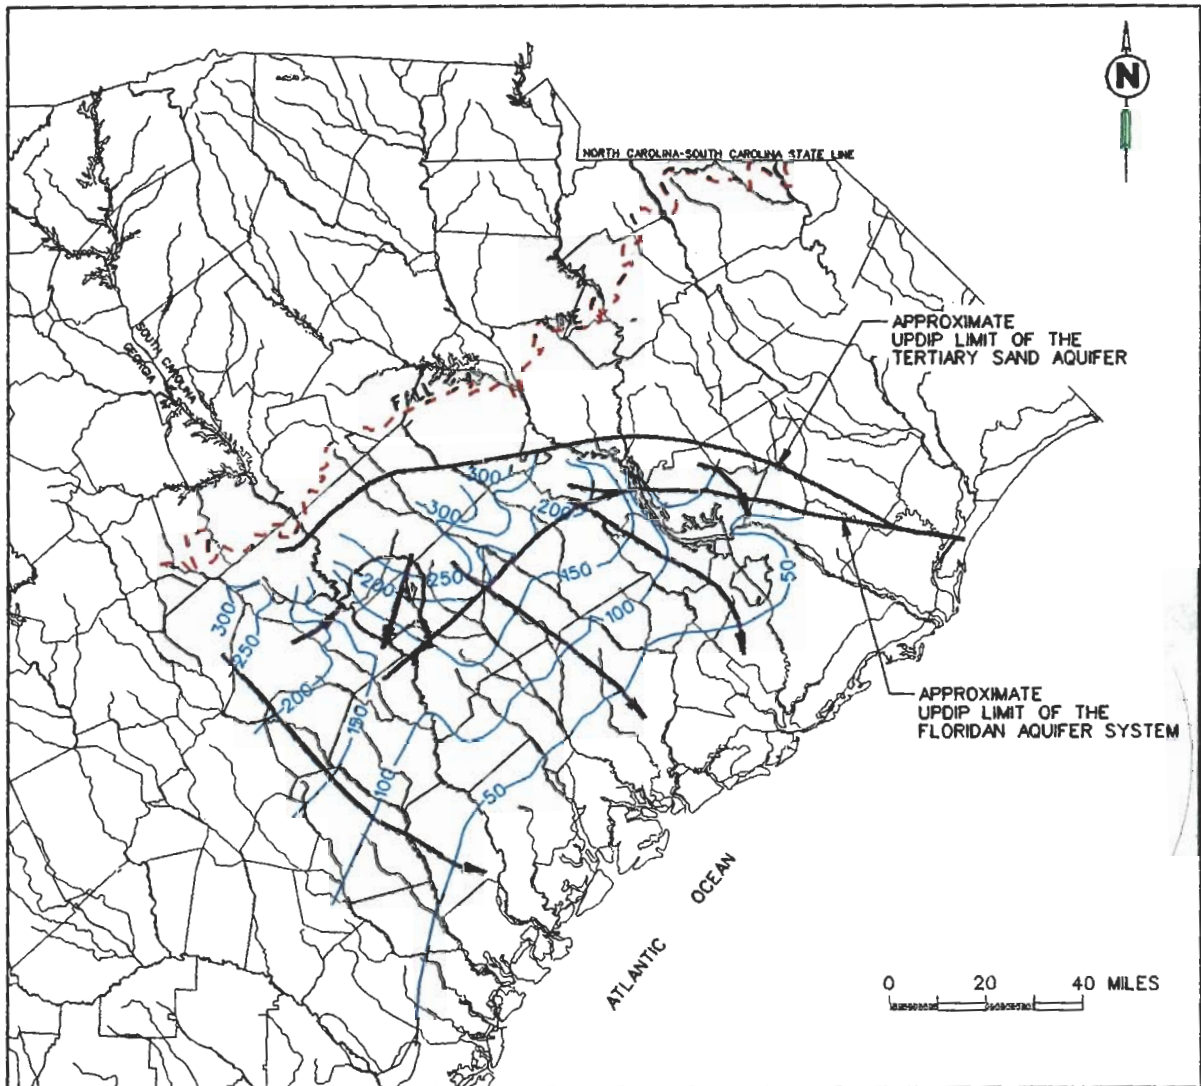 N
NORTH CAROLINA-SOUTH CAROLINA STATE LINE
APPROXIMATE
UPDIP LIMIT OF THE
TERTIARY SAND AQUIFER
SOUTH CAROLINA
GEORGIA
FALL
LINE
300
300
200
200
250
150
50
100
300
250
200
150
100
50
APPROXIMATE
UPDIP LIMIT OF THE
FLORIDAN AQUIFER SYSTEM
ATLANTIC OCEAN
0 20 40 MILES